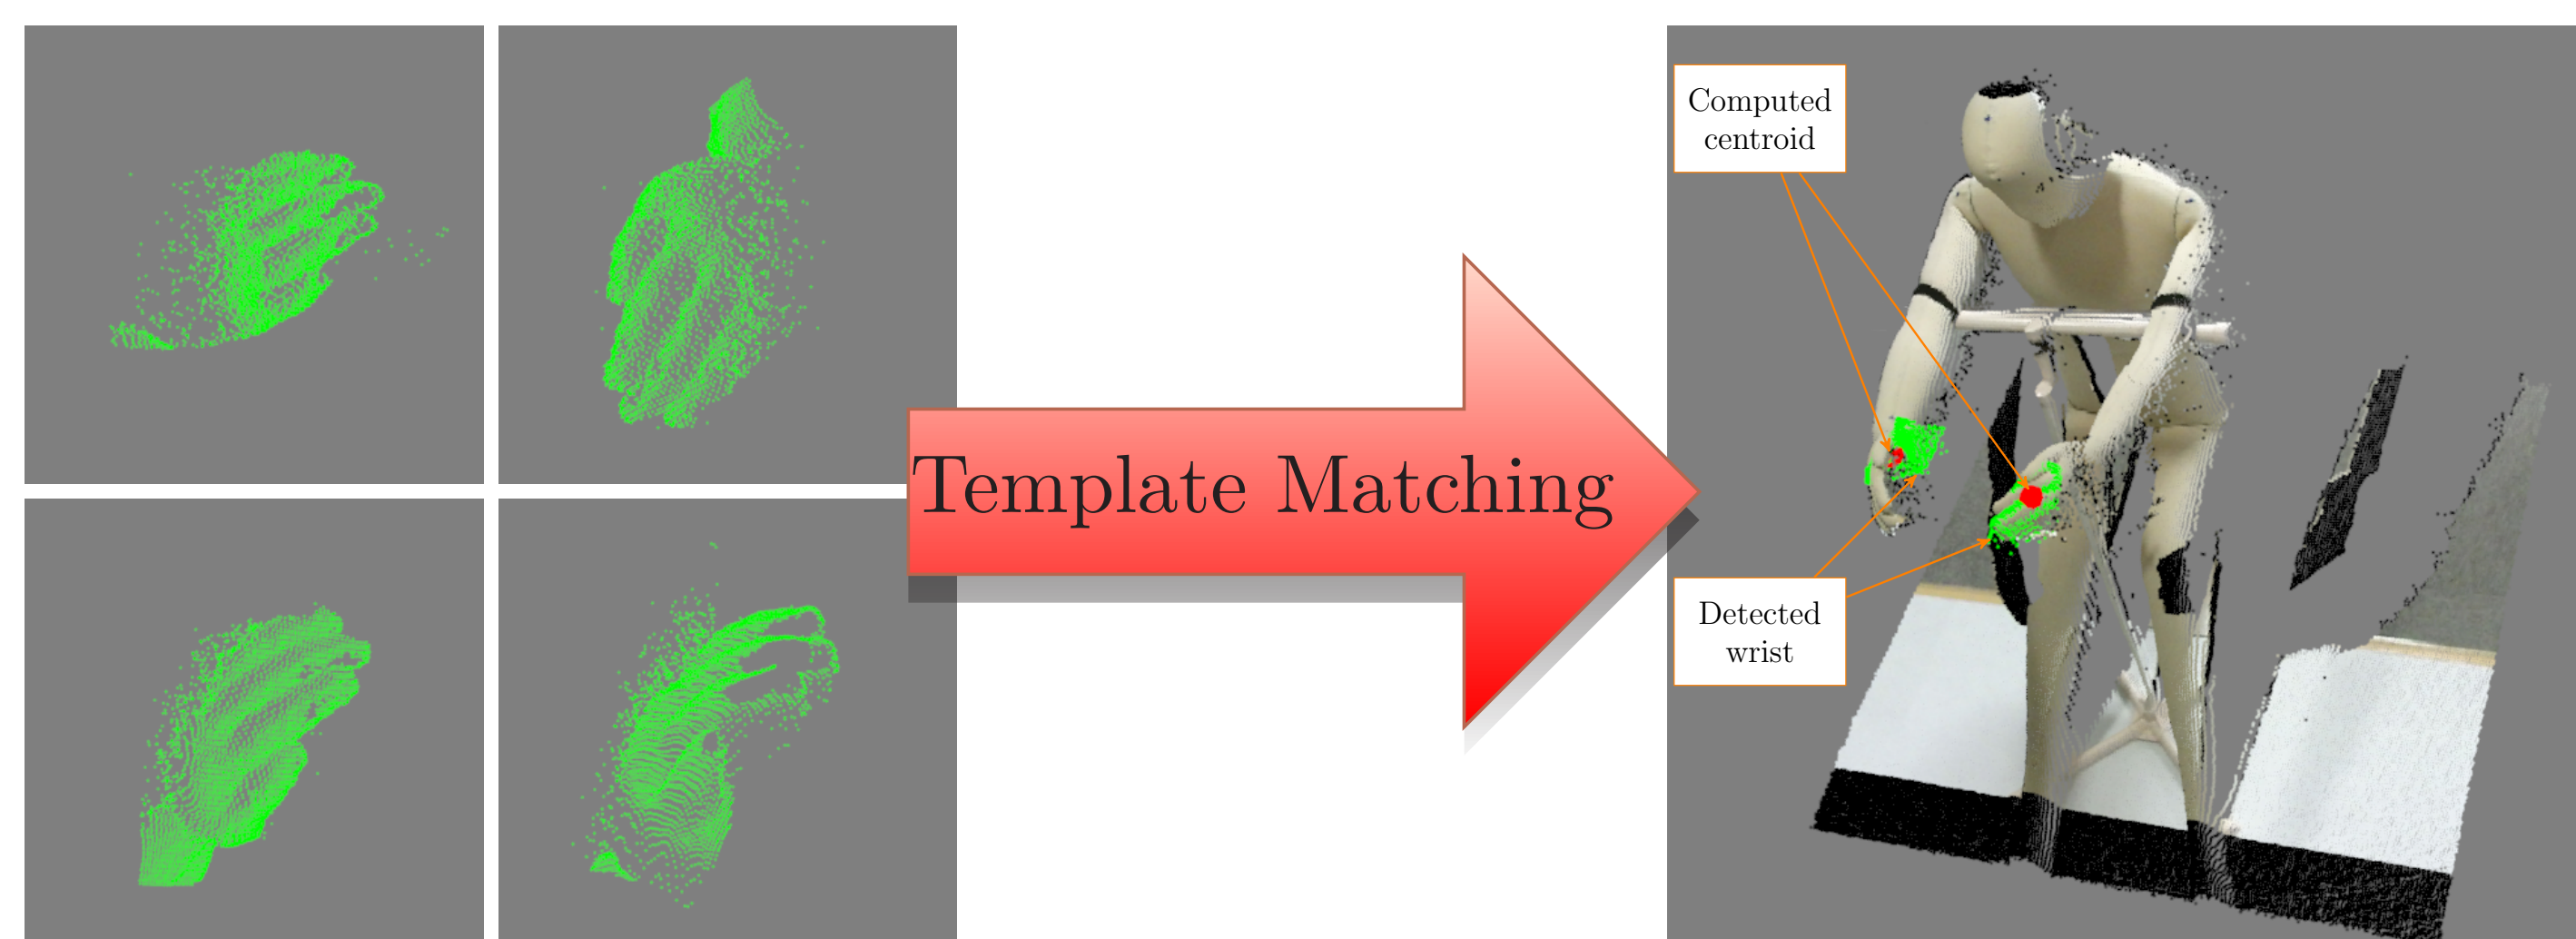 Computed
centroid
Template Matching
Detected
wrist